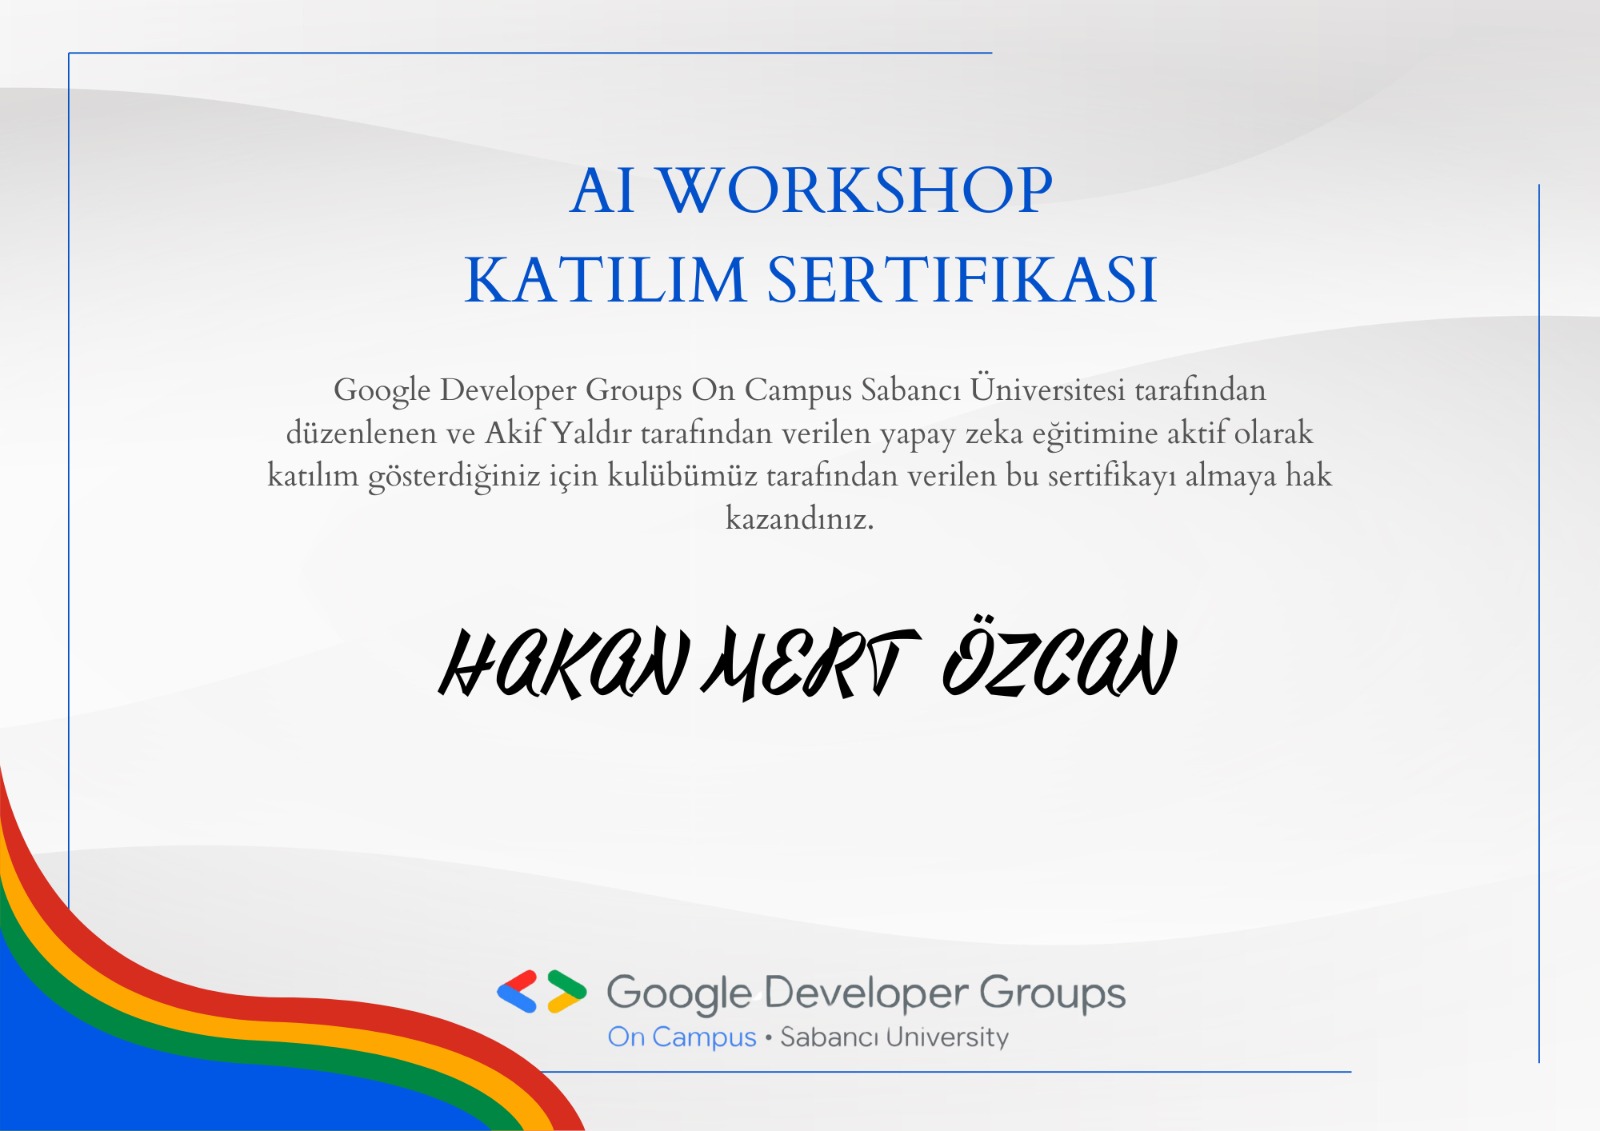 AI WORKSHOP
KATILIM SERTIFIKASI
Google Developer Groups On Campus Sabancı Üniversitesi tarafından
düzenlenen ve Akif Yaldır tarafından verilen yapay zeka eğitimine aktif olarak
katılım gösterdiğiniz için kulübümüz tarafından verilen bu sertifikayı almaya hak
kazandınız.
HAKAN MERT ÖZCAN
Google Developer Groups
On Campus • Sabancı University